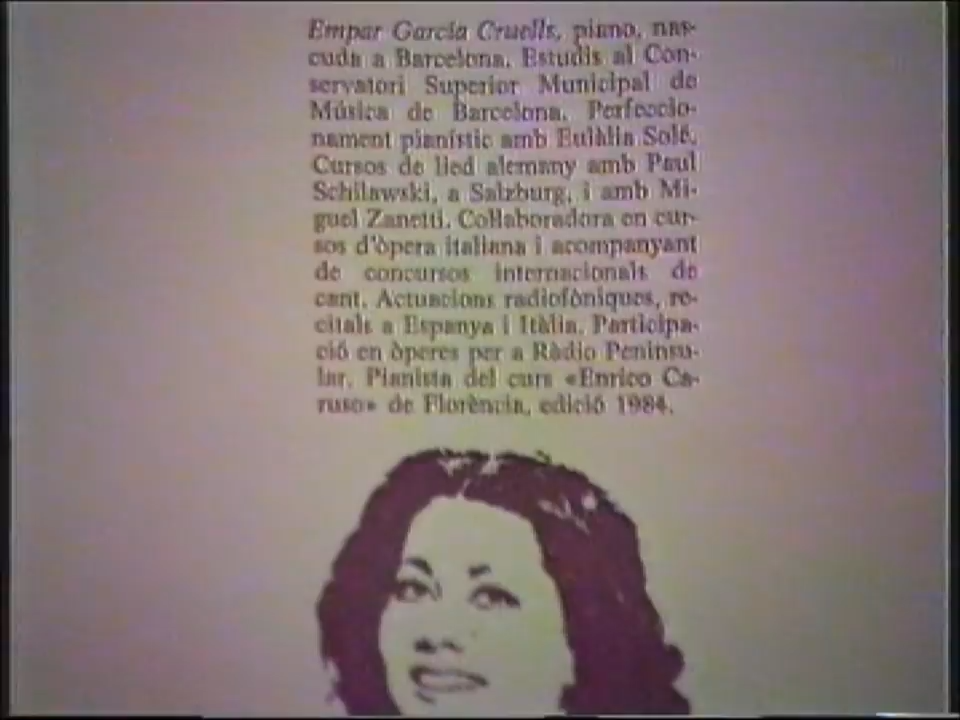 Empar García Cruells, piano, nas-
cuda a Barcelona. Estudis al Con-
servatori Superior Municipal de
Música de Barcelona. Perfeccio-
nament pianístic amb Eulàlia Solé.
Cursos de lied alemany amb Paul
Schilawski, a Salzburg, i amb Mi-
guel Zanetti. Col·laboradora en cur-
sos d'òpera italiana i acompanyant
de concursos internacionals de
cant. Actuacions radiofòniques, re-
citals a Espanya i Itàlia. Participa-
ció en òperes per a Ràdio Peninsu-
lar. Pianista del curs «Enrico Ca-
ruso» de Florència, edició 1984.